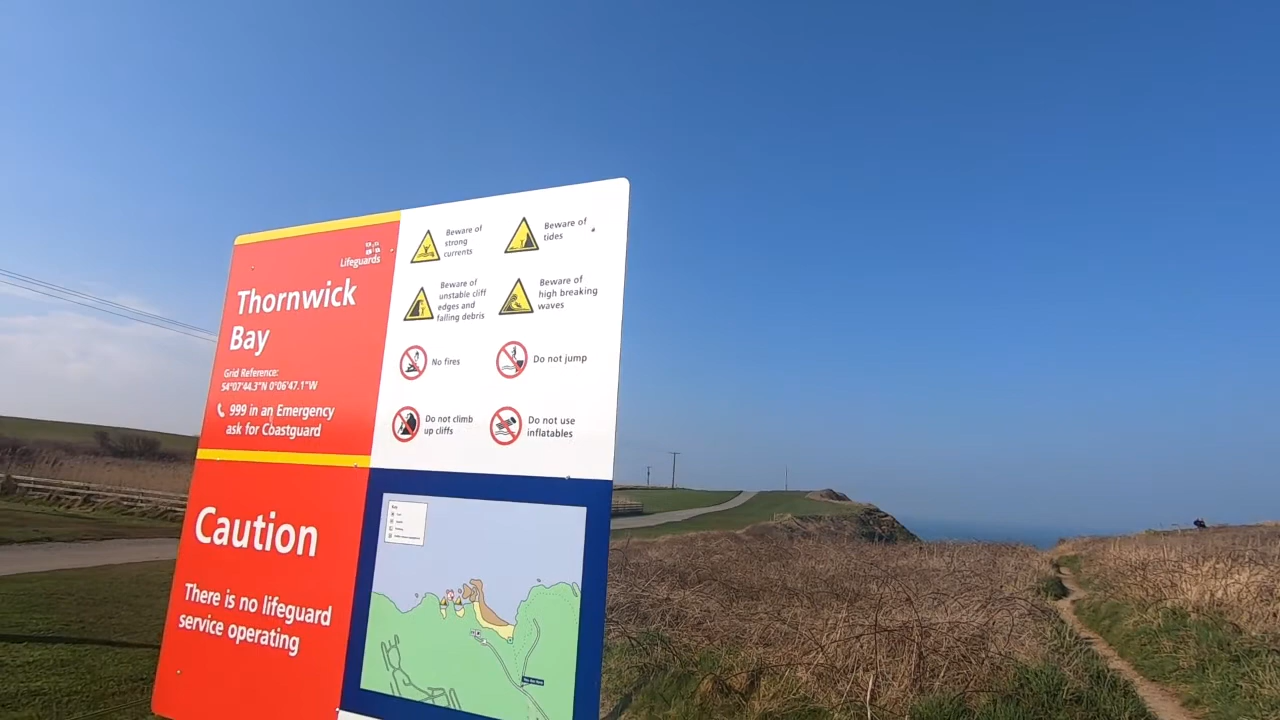 Lifeguards
Thornwick
Bay
Grid Reference:
54°07'44.3"N 0°06'47.1"W
999 in an Emergency
ask for Coastguard
Caution
There is no lifeguard
service operating
Beware of
strong
currents
Beware of
tides
Beware of
unstable cliff
edges and
falling debris
Beware of
high breaking
waves
No fires
Do not jump
Do not climb
up cliffs
Do not use
inflatables